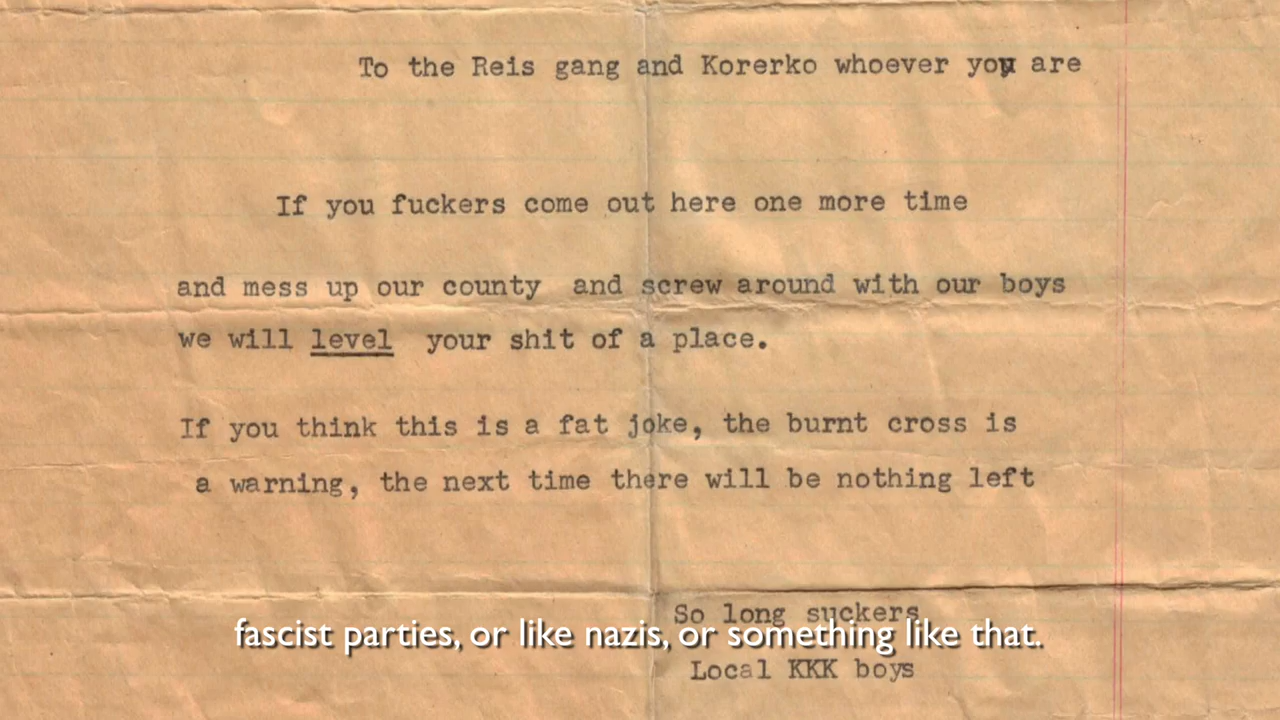 To the Reis gang and Korerko whoever you are
If you fuckers come out here one more time
and mess up our county and screw around with our boys
we will level your shit of a place.
If you think this is a fat joke, the burnt cross is
a warning, the next time there will be nothing left
So long suckers
fascist parties, or like nazis, or something like that.
Local KKK boys